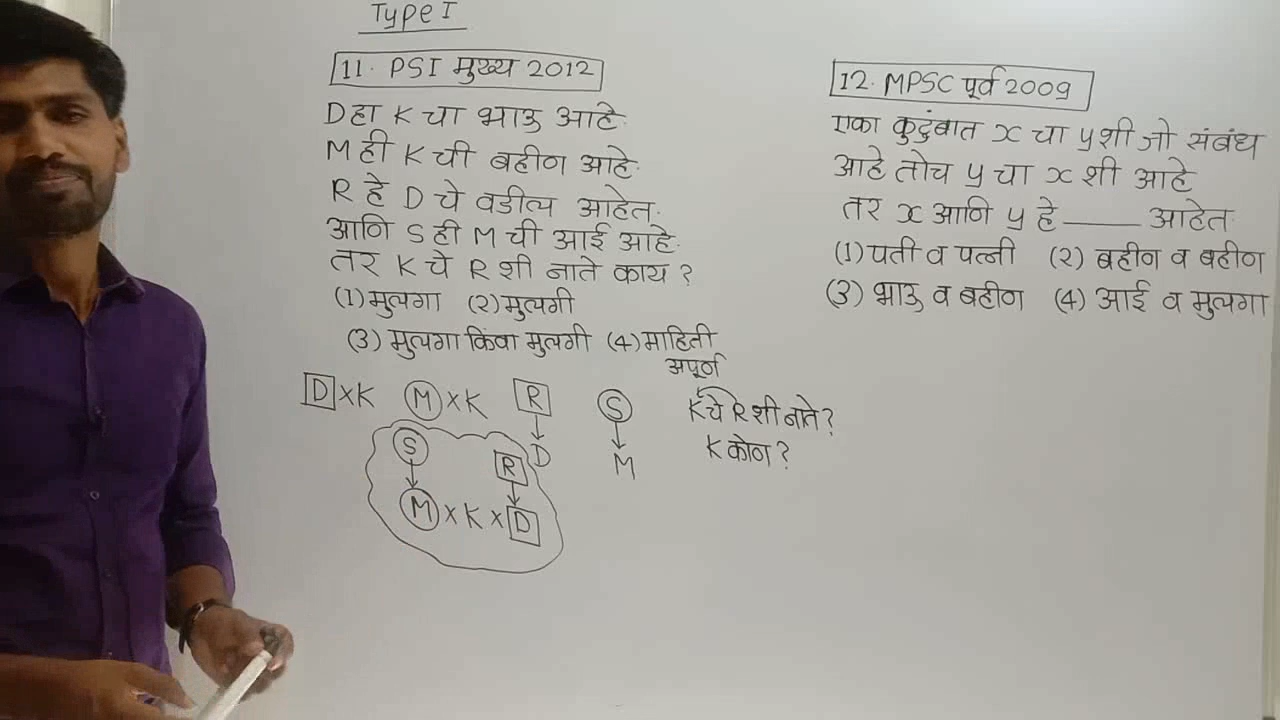 Type I
11. PSI मुख्य 2012
D हा K चा भाऊ आहे.
M ही K ची बहीण आहे.
R हे D चे वडील आहेत.
आणि S ही M ची आई आहे.
तर K चे R शी नाते काय ?
(1) मुलगा (२) मुलगी
(3) मुलगा किंवा मुलगी (4) माहिती
अपूर्ण
D×K M×K R S K चे R शी नाते ?
D M K कोण ?
S R
M × K × D
12. MPSC पूर्व 2009
एका कुटुंबात x चा y शी जो संबंध
आहे तोच y चा x शी आहे
तर x आणि y हे ____ आहेत.
(1) पती व पत्नी (२) बहीण व बहीण
(3) भाऊ व बहीण (4) आई व मुलगा